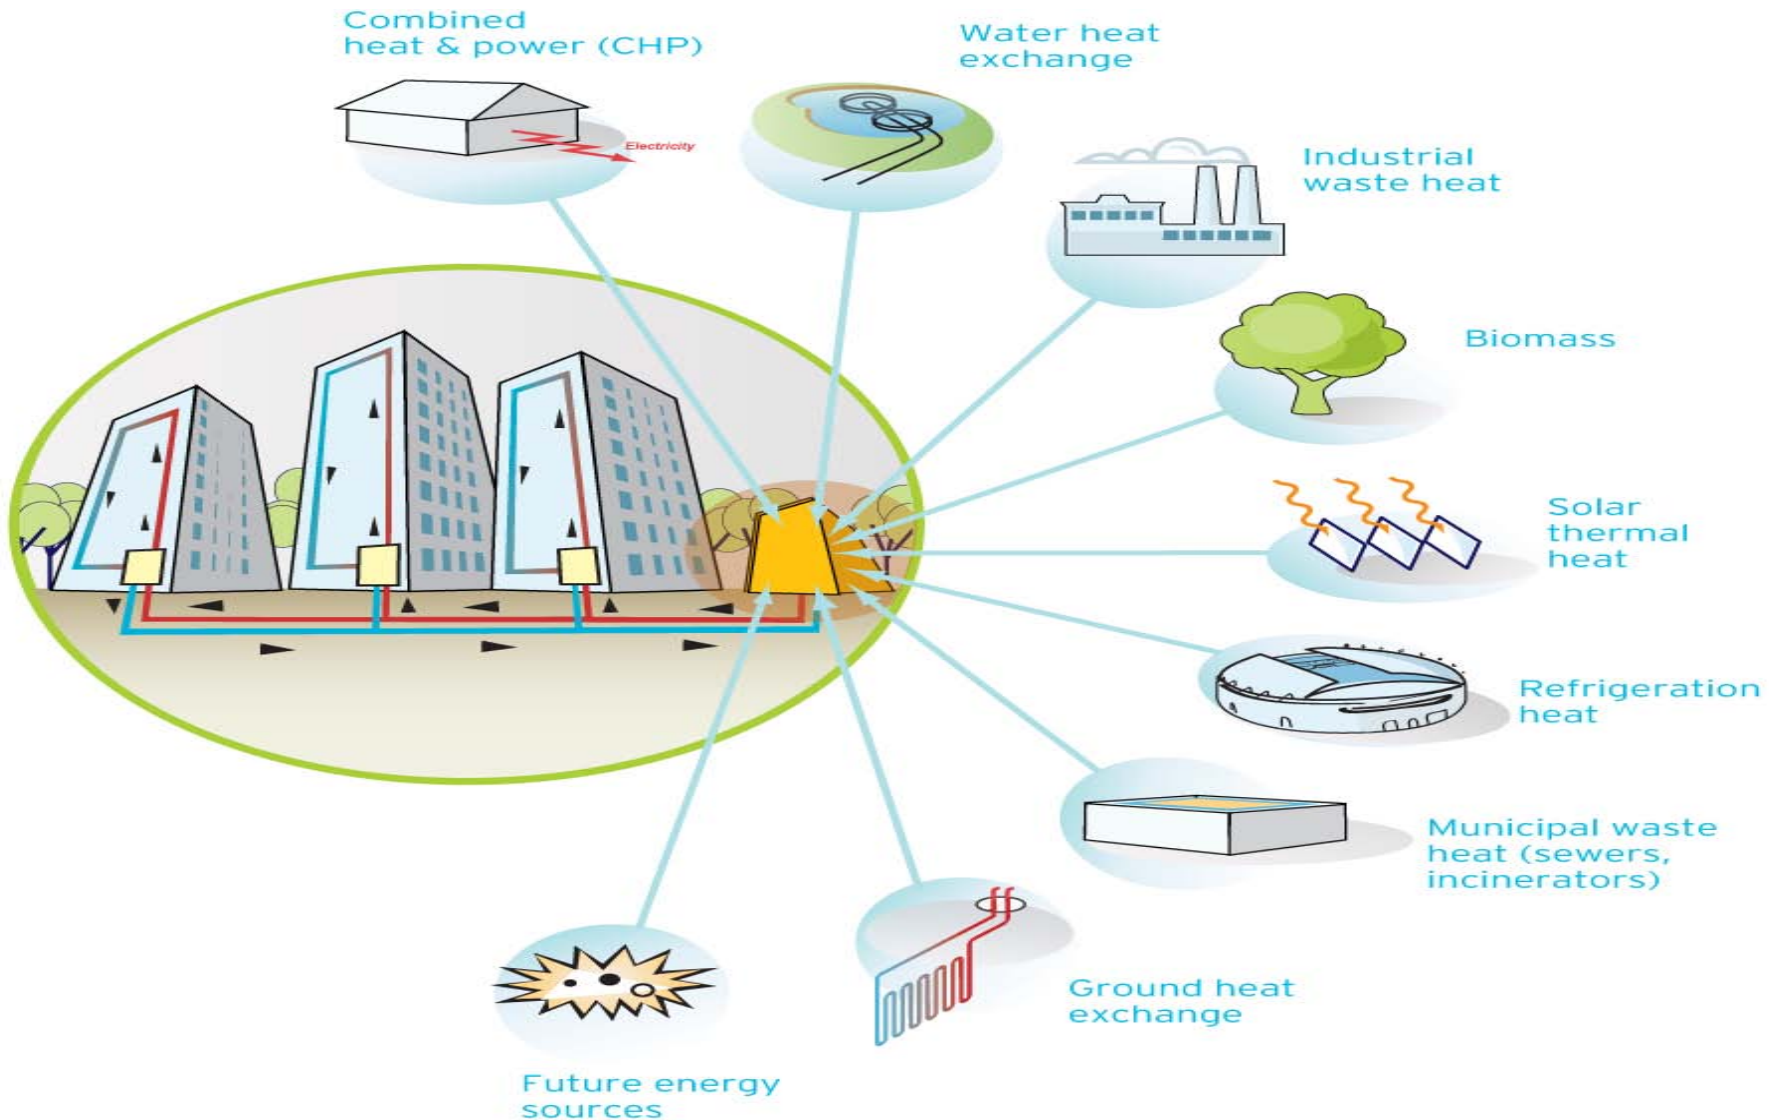 Combined
heat & power (CHP)
Electricity
Water heat
exchange
Industrial
waste heat
Biomass
Solar
thermal
heat
Refrigeration
heat
Municipal waste
heat (sewers,
incinerators)
Ground heat
exchange
Future energy
sources